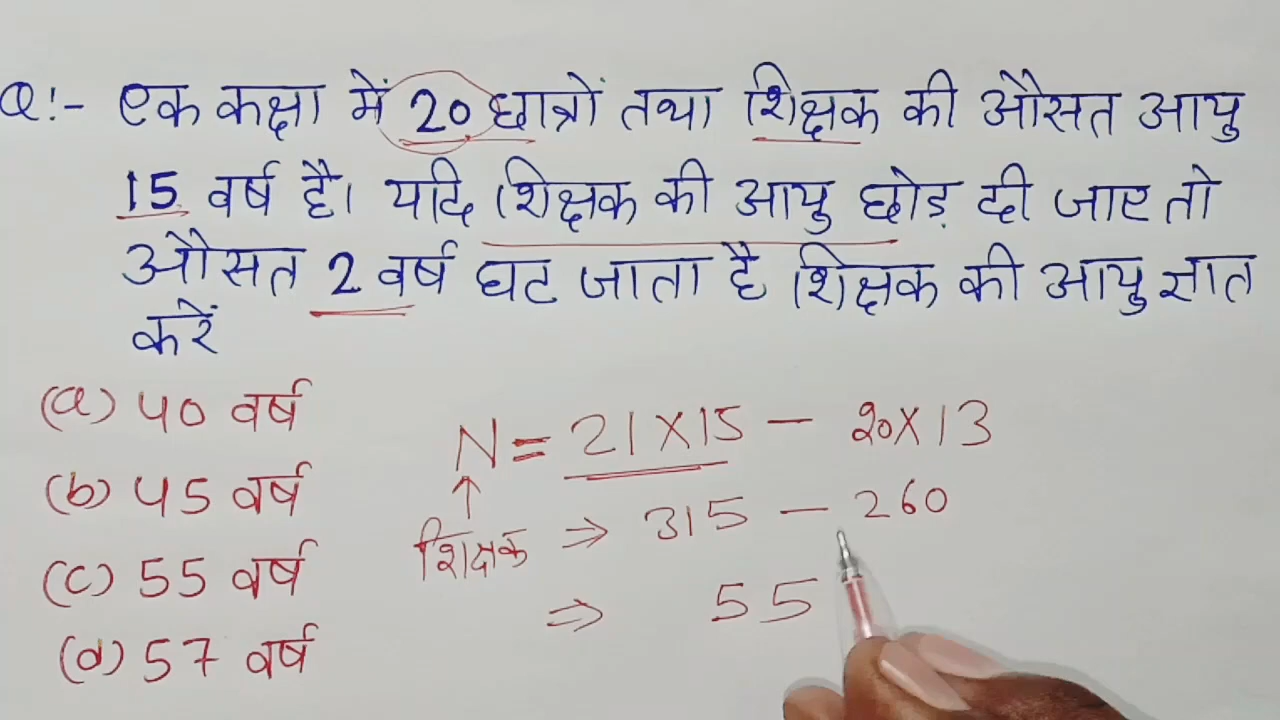 Q:- एक कक्षा में 20 छात्रों तथा शिक्षक की औसत आयु
15 वर्ष है। यदि शिक्षक की आयु छोड़ दी जाए तो
औसत 2 वर्ष घट जाता है शिक्षक की आयु ज्ञात
करें
(a) 40 वर्ष
(b) 45 वर्ष
(c) 55 वर्ष
(d) 57 वर्ष
N = 21×15 - 20×13
शिक्षक ⇒ 315 - 260
⇒ 55